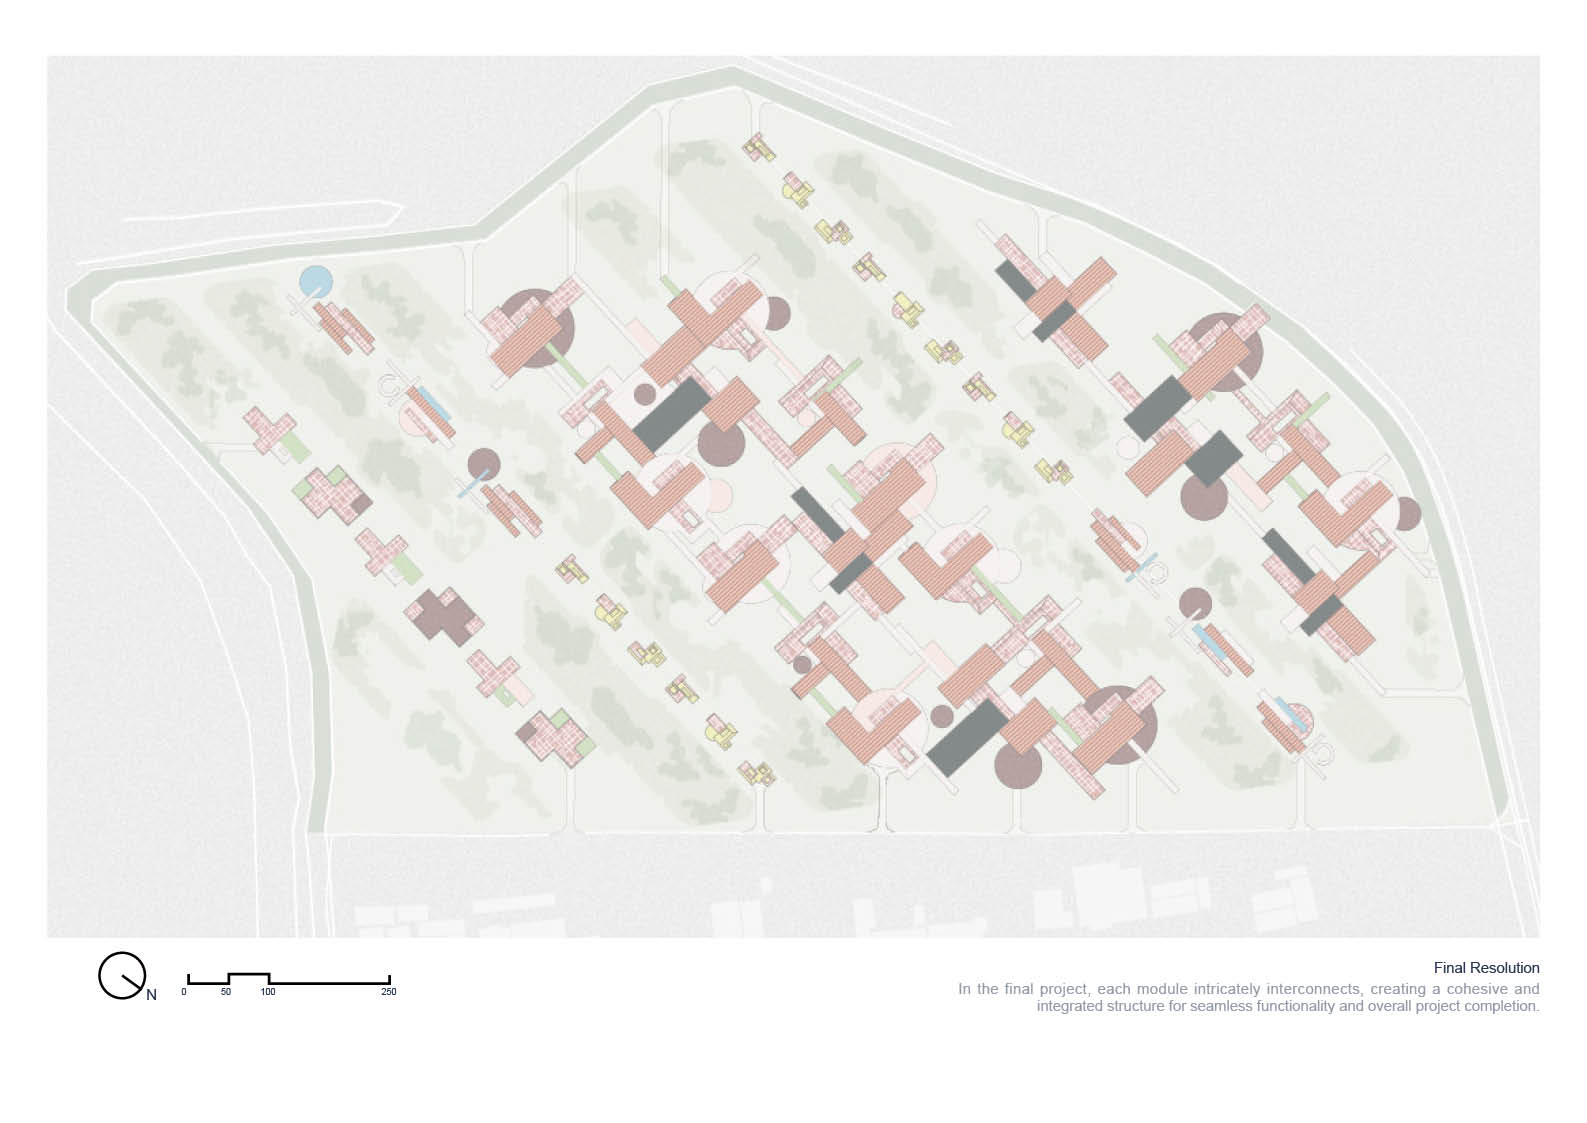 N
0 50 100 250
Final Resolution
In the final project, each module intricately interconnects, creating a cohesive and
integrated structure for seamless functionality and overall project completion.